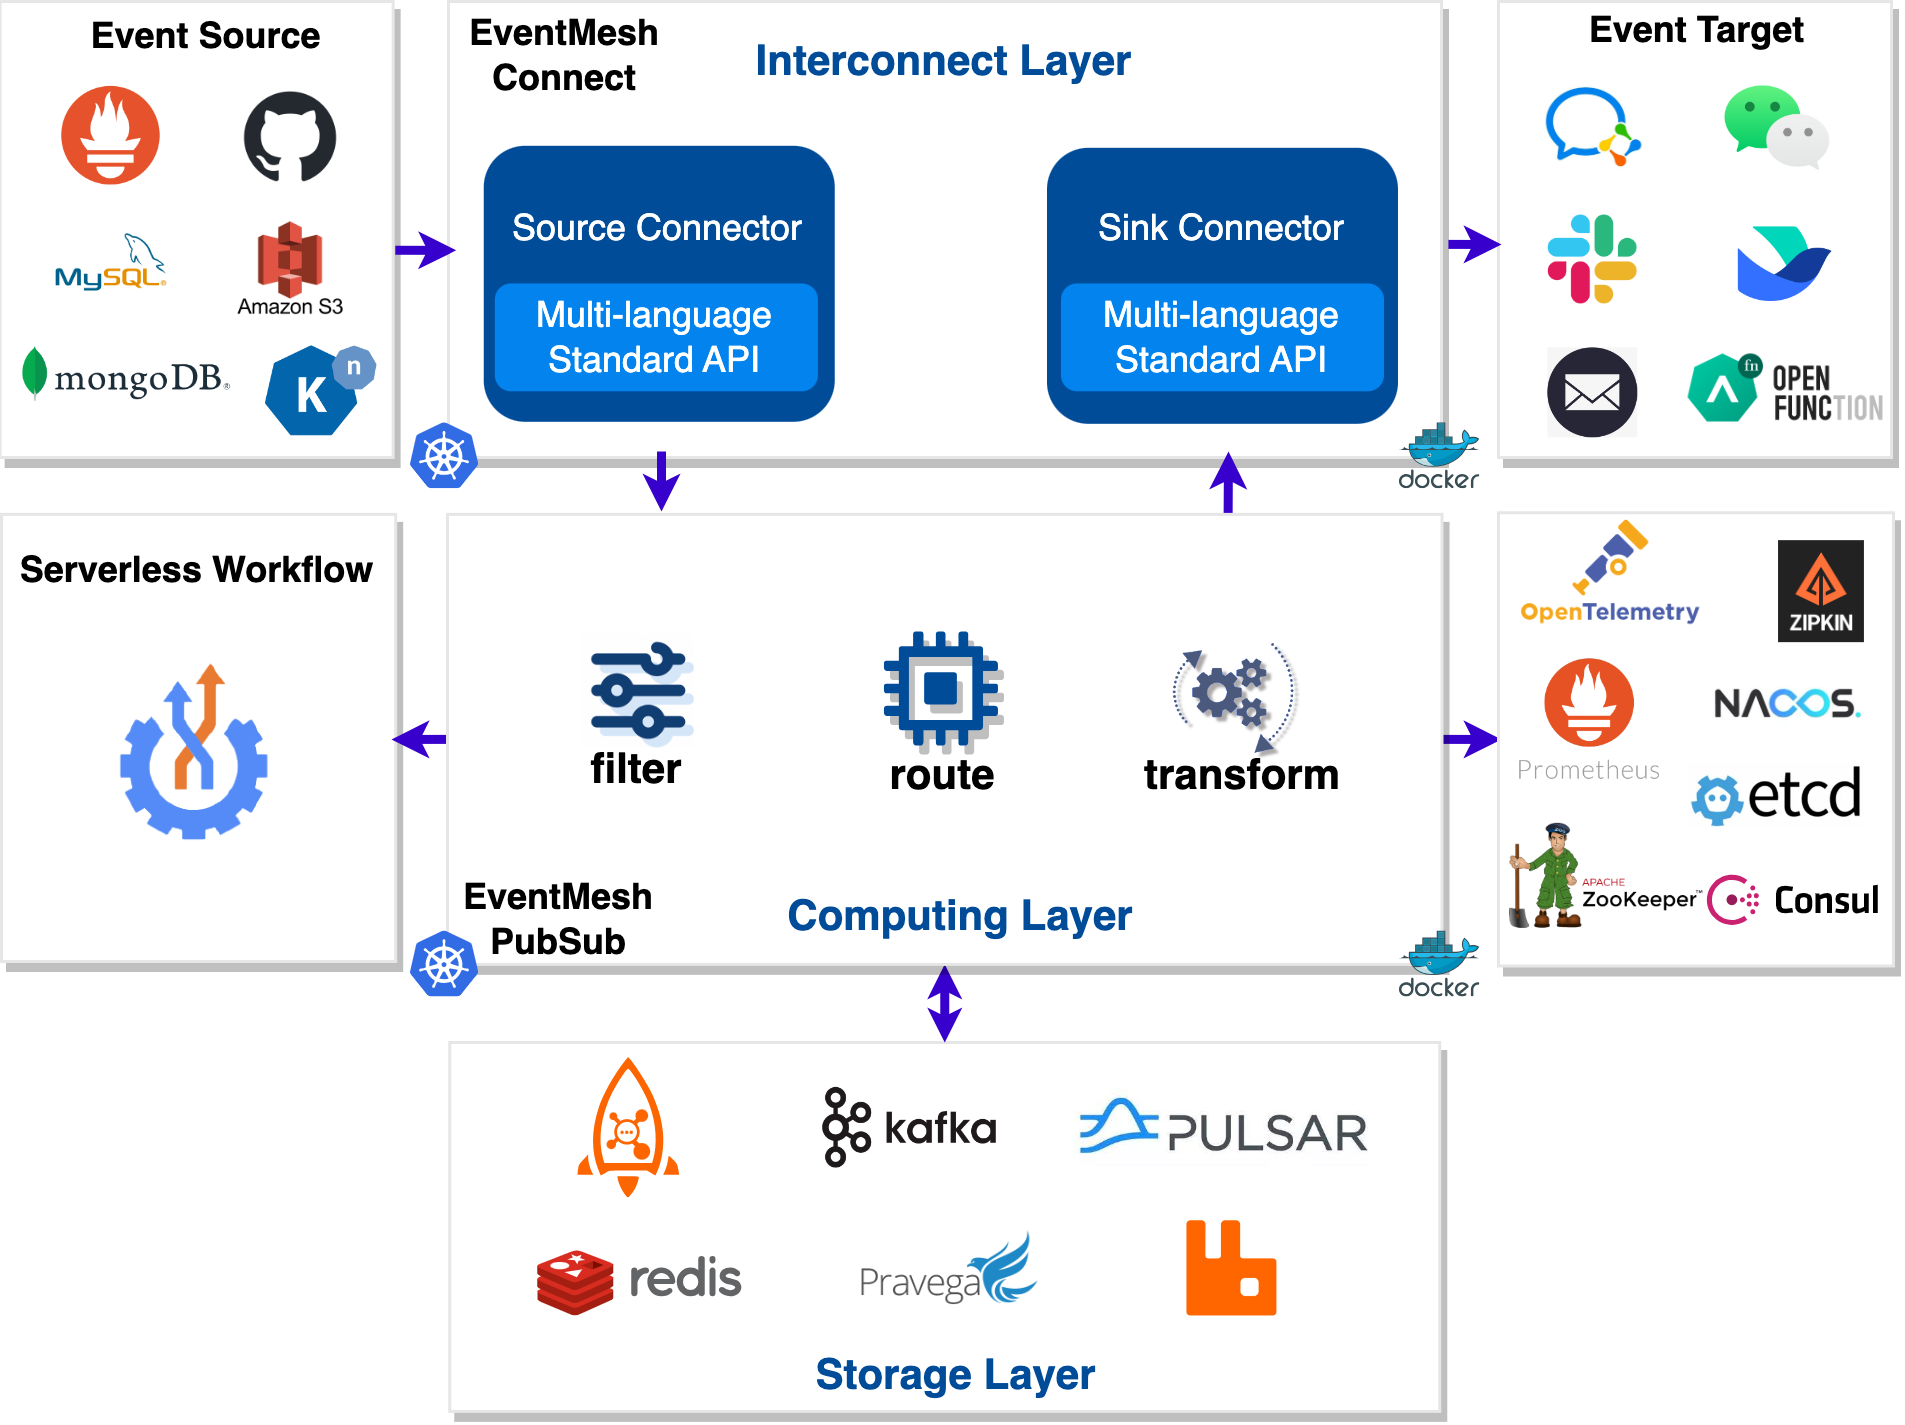 Event Source
MySQL®
Amazon S3
mongoDB®
K
n
EventMesh
Connect
Interconnect Layer
Source Connector
Multi-language
Standard API
Sink Connector
Multi-language
Standard API
docker
Event Target
fn
OPEN
FUNCTION
Serverless Workflow
filter
route
transform
EventMesh
PubSub
Computing Layer
docker
OpenTelemetry
ZIPKIN
Prometheus
NACOS.
etcd
APACHE
ZooKeeper™
Consul
kafka
PULSAR
redis
Pravega
Storage Layer